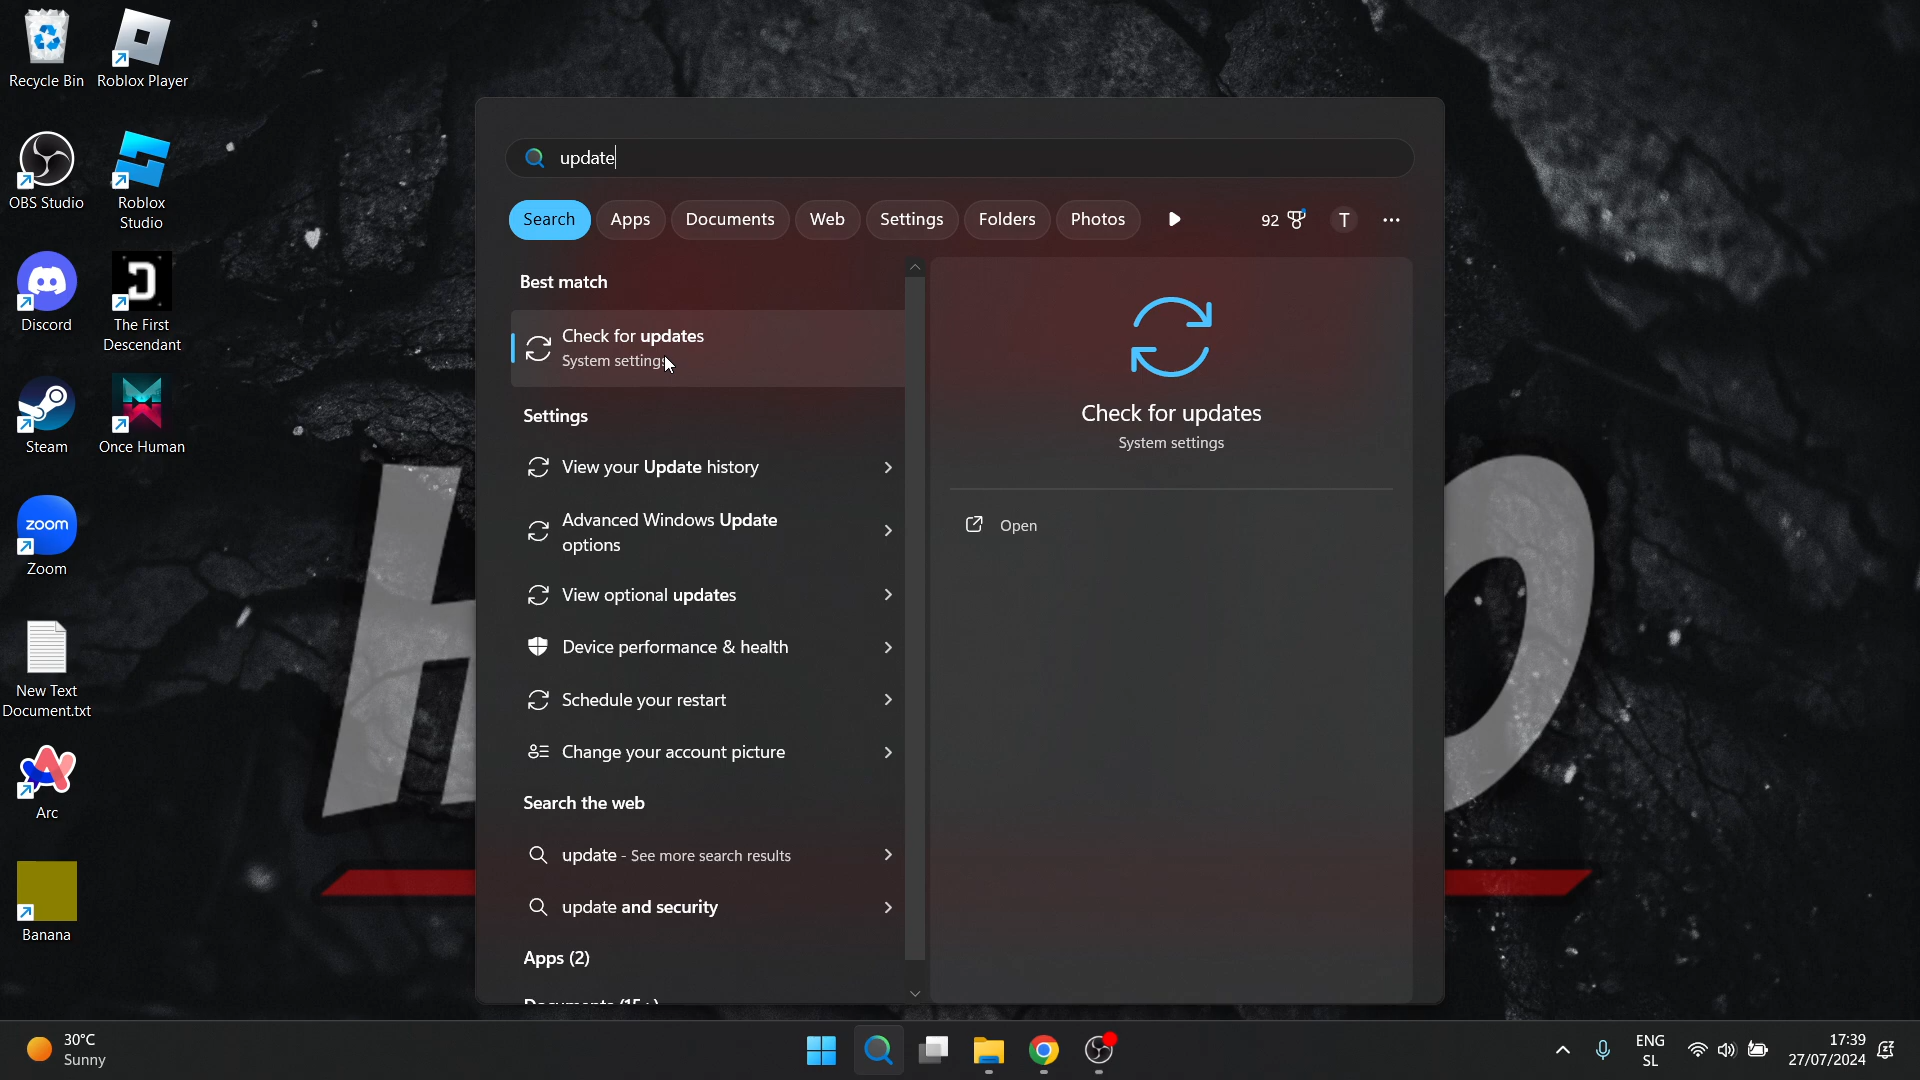 Recycle Bin
Roblox Player
OBS Studio
Roblox
Studio
Discord
The First
Descendant
Steam
Once Human
zoom
Zoom
New Text
Document.txt
Arc
Banana
update
Search
Apps
Documents
Web
Settings
Folders
Photos
92
T
Best match
Check for updates
System settings
Settings
View your Update history
Advanced Windows Update
options
View optional updates
Device performance & health
Schedule your restart
Change your account picture
Search the web
update - See more search results
update and security
Apps (2)
Documents (15+)
Check for updates
System settings
Open
30°C
Sunny
ENG
SL
17:39
27/07/2024